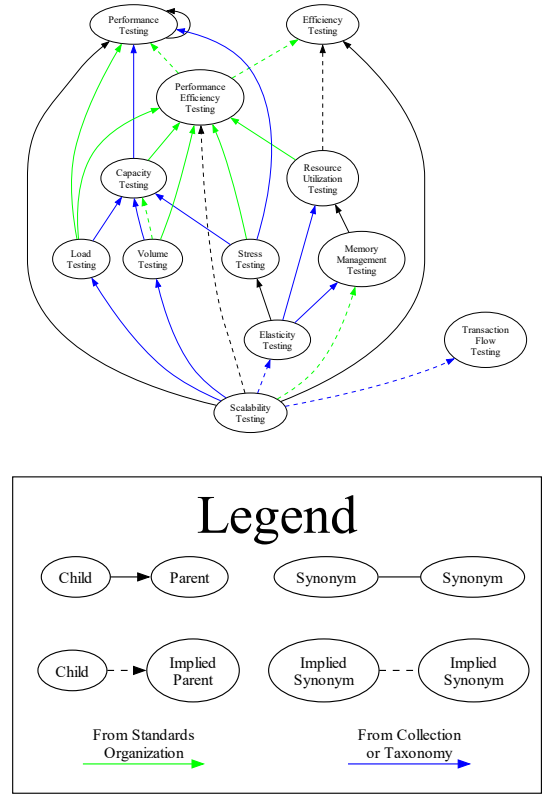 Performance
Testing
Efficiency
Testing
Performance
Efficiency
Testing
Capacity
Testing
Resource
Utilization
Testing
Load
Testing
Volume
Testing
Stress
Testing
Memory
Management
Testing
Elasticity
Testing
Transaction
Flow
Testing
Scalability
Testing
Legend
Child
Parent
Synonym
Synonym
Child
Implied
Parent
Implied
Synonym
Implied
Synonym
From Standards
Organization
From Collection
or Taxonomy